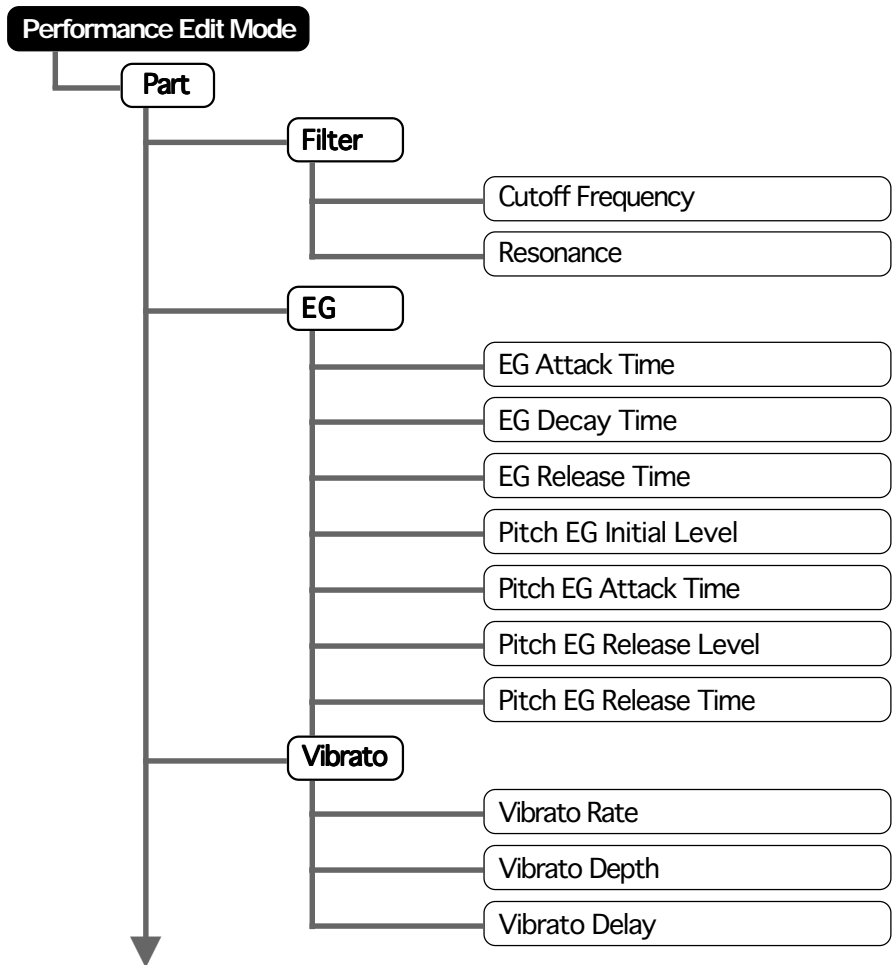 Performance Edit Mode
Part
Filter
Cutoff Frequency
Resonance
EG
EG Attack Time
EG Decay Time
EG Release Time
Pitch EG Initial Level
Pitch EG Attack Time
Pitch EG Release Level
Pitch EG Release Time
Vibrato
Vibrato Rate
Vibrato Depth
Vibrato Delay